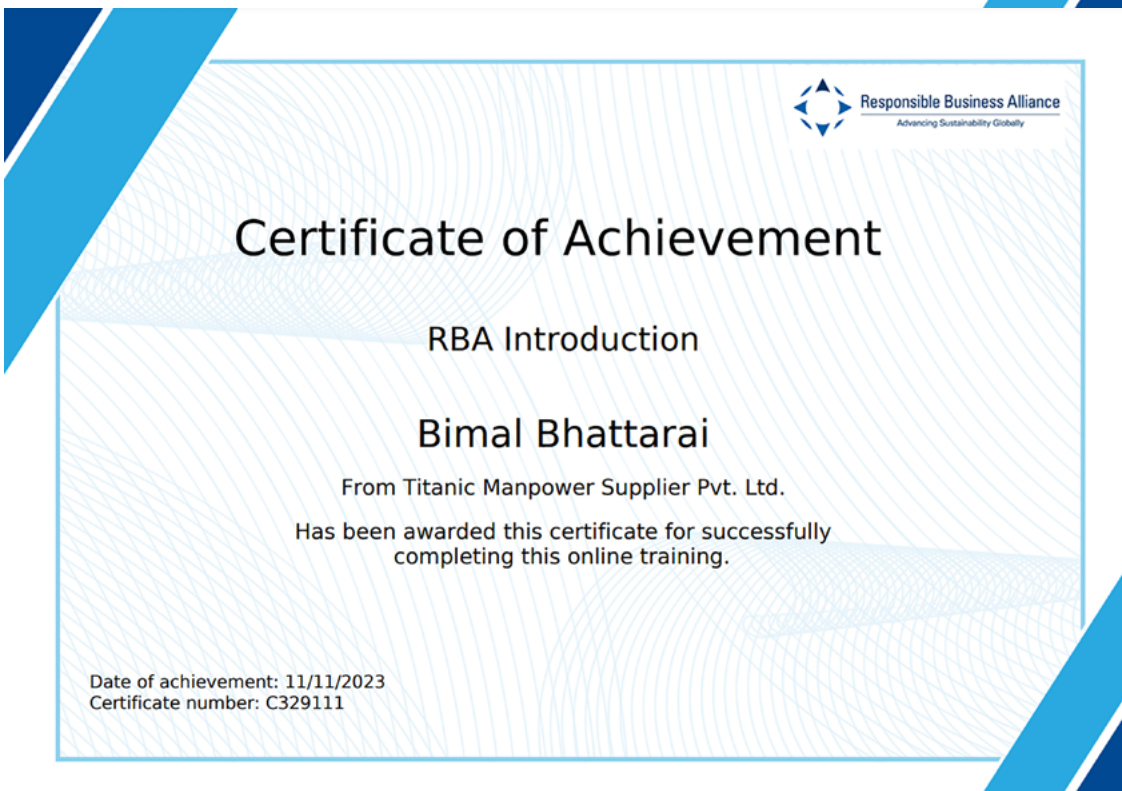 Responsible Business Alliance
Advancing Sustainability Globally
Certificate of Achievement
RBA Introduction
Bimal Bhattarai
From Titanic Manpower Supplier Pvt. Ltd.
Has been awarded this certificate for successfully
completing this online training.
Date of achievement: 11/11/2023
Certificate number: C329111